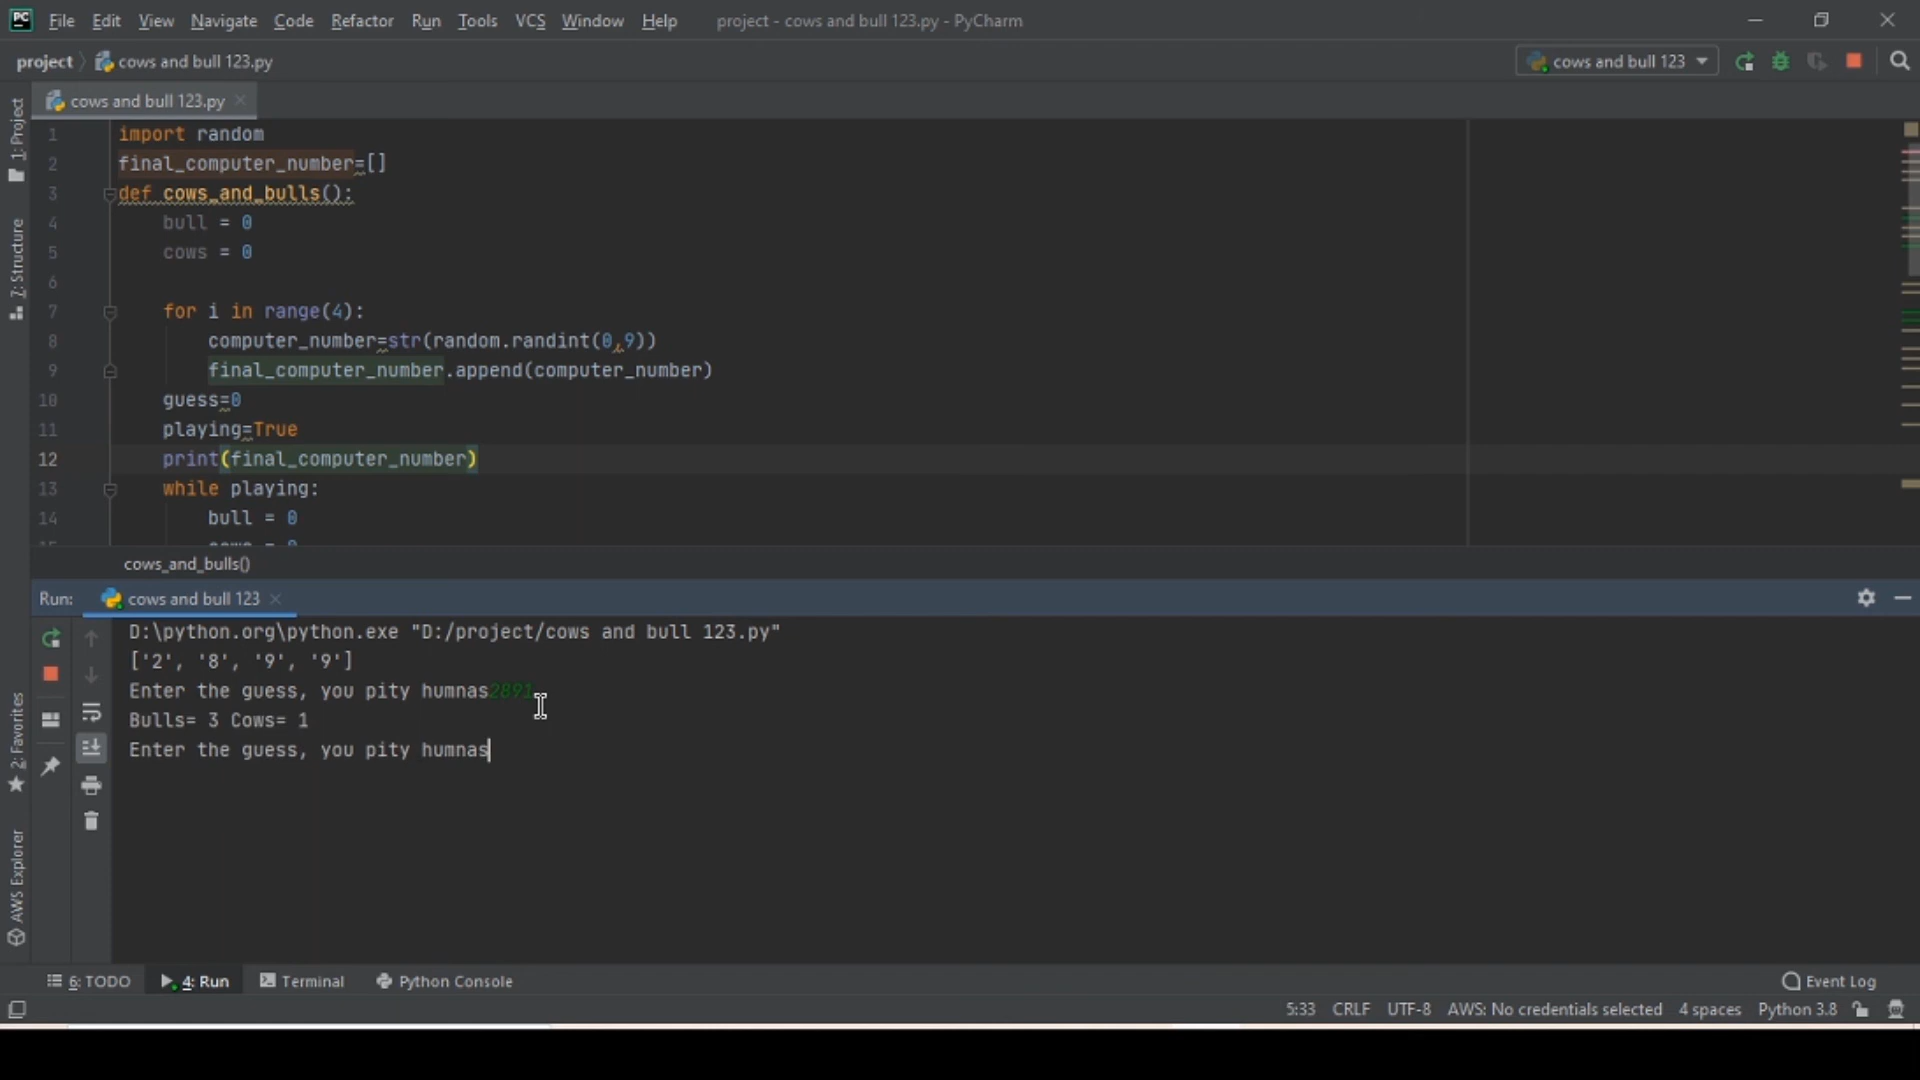 PC File Edit View Navigate Code Refactor Run Tools VCS Window Help project - cows and bull 123.py - PyCharm
project cows and bull 123.py cows and bull 123
cows and bull 123.py
1 import random
2 final_computer_number=[]
3 def cows_and_bulls():
4 bull = 0
5 cows = 0
6
7 for i in range(4):
8 computer_number=str(random.randint(0,9))
9 final_computer_number.append(computer_number)
10 guess=0
11 playing=True
12 print(final_computer_number)
13 while playing:
14 bull = 0
cows_and_bulls()
Run: cows and bull 123
D:\python.org\python.exe "D:/project/cows and bull 123.py"
['2', '8', '9', '9']
Enter the guess, you pity humnas2891
Bulls= 3 Cows= 1
Enter the guess, you pity humnas
1: Project
7: Structure
2: Favorites
AWS Explorer
6: TODO 4: Run Terminal Python Console Event Log
5:33 CRLF UTF-8 AWS: No credentials selected 4 spaces Python 3.8